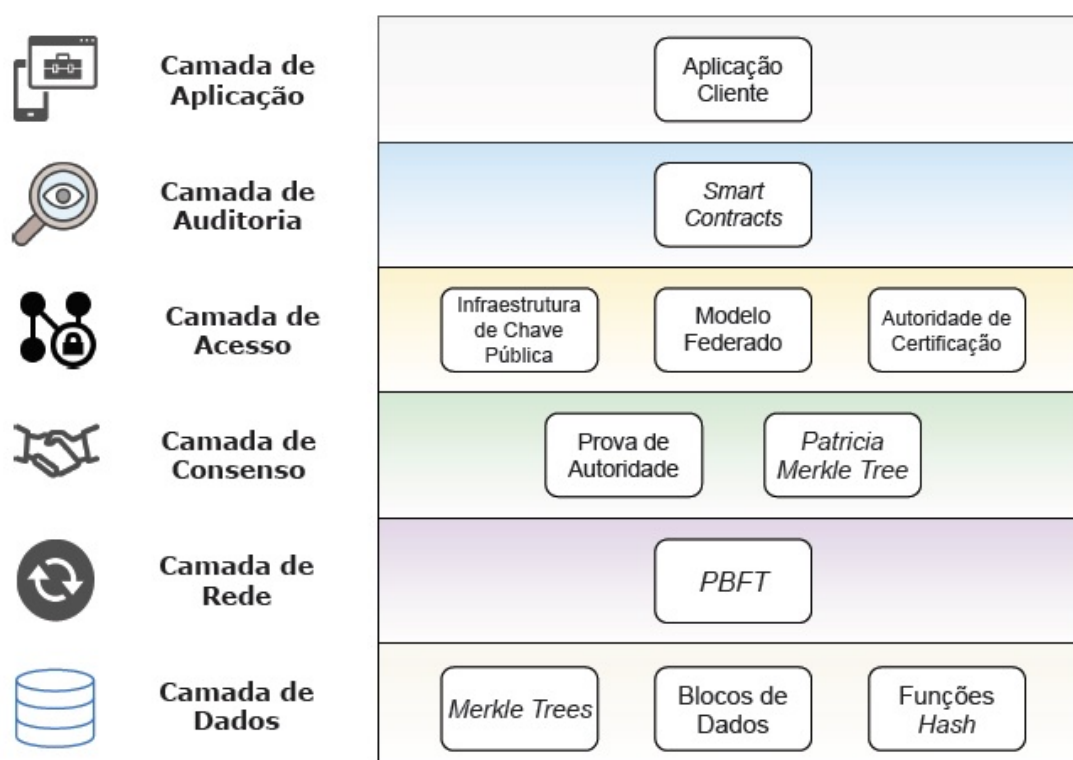 Camada de
Aplicação
Aplicação
Cliente
Camada de
Auditoria
Smart
Contracts
Camada de
Acesso
Infraestrutura
de Chave
Pública
Modelo
Federado
Autoridade de
Certificação
Camada de
Consenso
Prova de
Autoridade
Patricia
Merkle Tree
Camada de
Rede
PBFT
Camada de
Dados
Merkle Trees
Blocos de
Dados
Funções
Hash